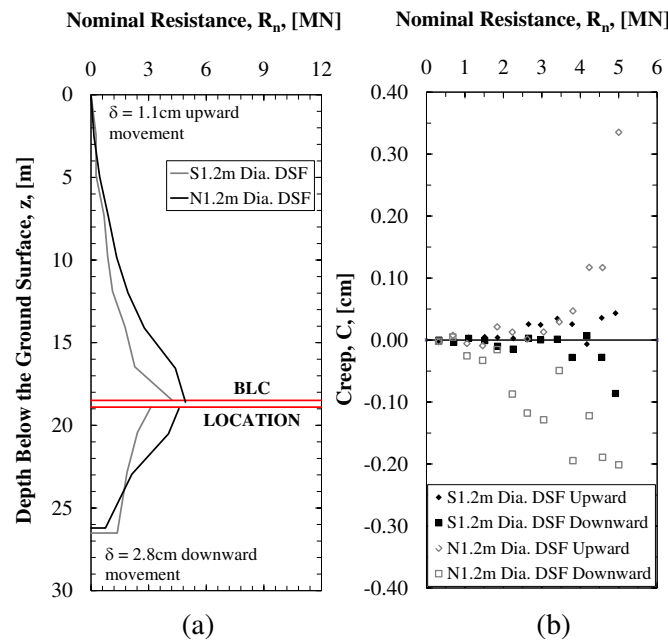 Nominal Resistance, Rn, [MN]
0 3 6 9 12
0
5
10
15
20
25
30
Depth Below the Ground Surface, z, [m]
δ = 1.1cm upward
movement
S1.2m Dia. DSF
N1.2m Dia. DSF
BLC
LOCATION
δ = 2.8cm downward
movement
(a)
Nominal Resistance, Rn, [MN]
0 1 2 3 4 5 6
0.40
0.30
0.20
0.10
0.00
-0.10
-0.20
-0.30
-0.40
Creep, C, [cm]
S1.2m Dia. DSF Upward
S1.2m Dia. DSF Downward
N1.2m Dia. DSF Upward
N1.2m Dia. DSF Downward
(b)